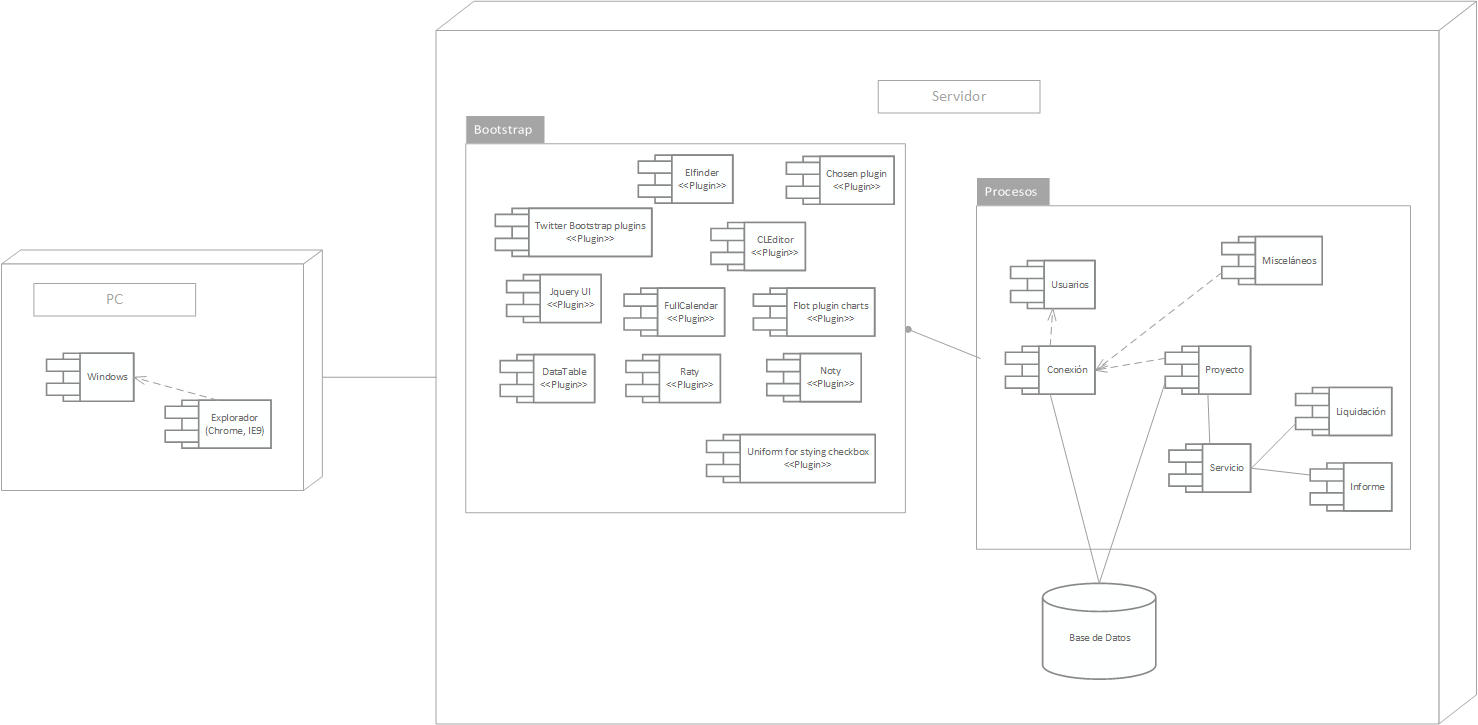 Servidor
Bootstrap
Elfinder
<<Plugin>>
Chosen plugin
<<Plugin>>
Twitter Bootstrap plugins
<<Plugin>>
CLEditor
<<Plugin>>
Jquery UI
<<Plugin>>
FullCalendar
<<Plugin>>
Flot plugin charts
<<Plugin>>
DataTable
<<Plugin>>
Raty
<<Plugin>>
Noty
<<Plugin>>
Uniform for stying checkbox
<<Plugin>>
Procesos
Misceláneos
Usuarios
Conexión
Proyecto
Liquidación
Servicio
Informe
Base de Datos
PC
Windows
Explorador
(Chrome, IE9)